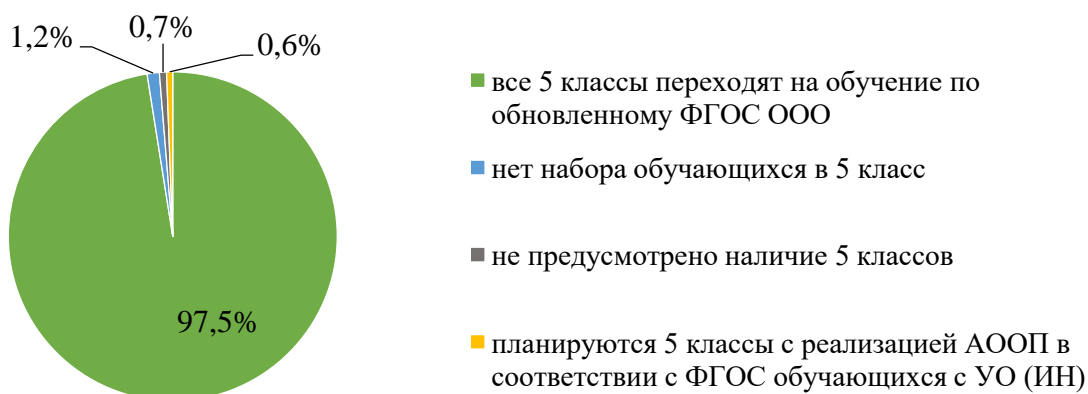 1,2%
0,7%
0,6%
97,5%
все 5 классы переходят на обучение по
обновленному ФГОС ООО
нет набора обучающихся в 5 класс
не предусмотрено наличие 5 классов
планируются 5 классы с реализацией АООП в
соответствии с ФГОС обучающихся с УО (ИН)